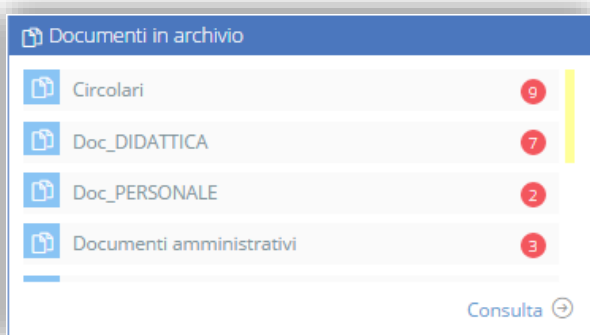 Documenti in archivio
Circolari 9
Doc_DIDATTICA 7
Doc_PERSONALE 2
Documenti amministrativi 3
Consulta